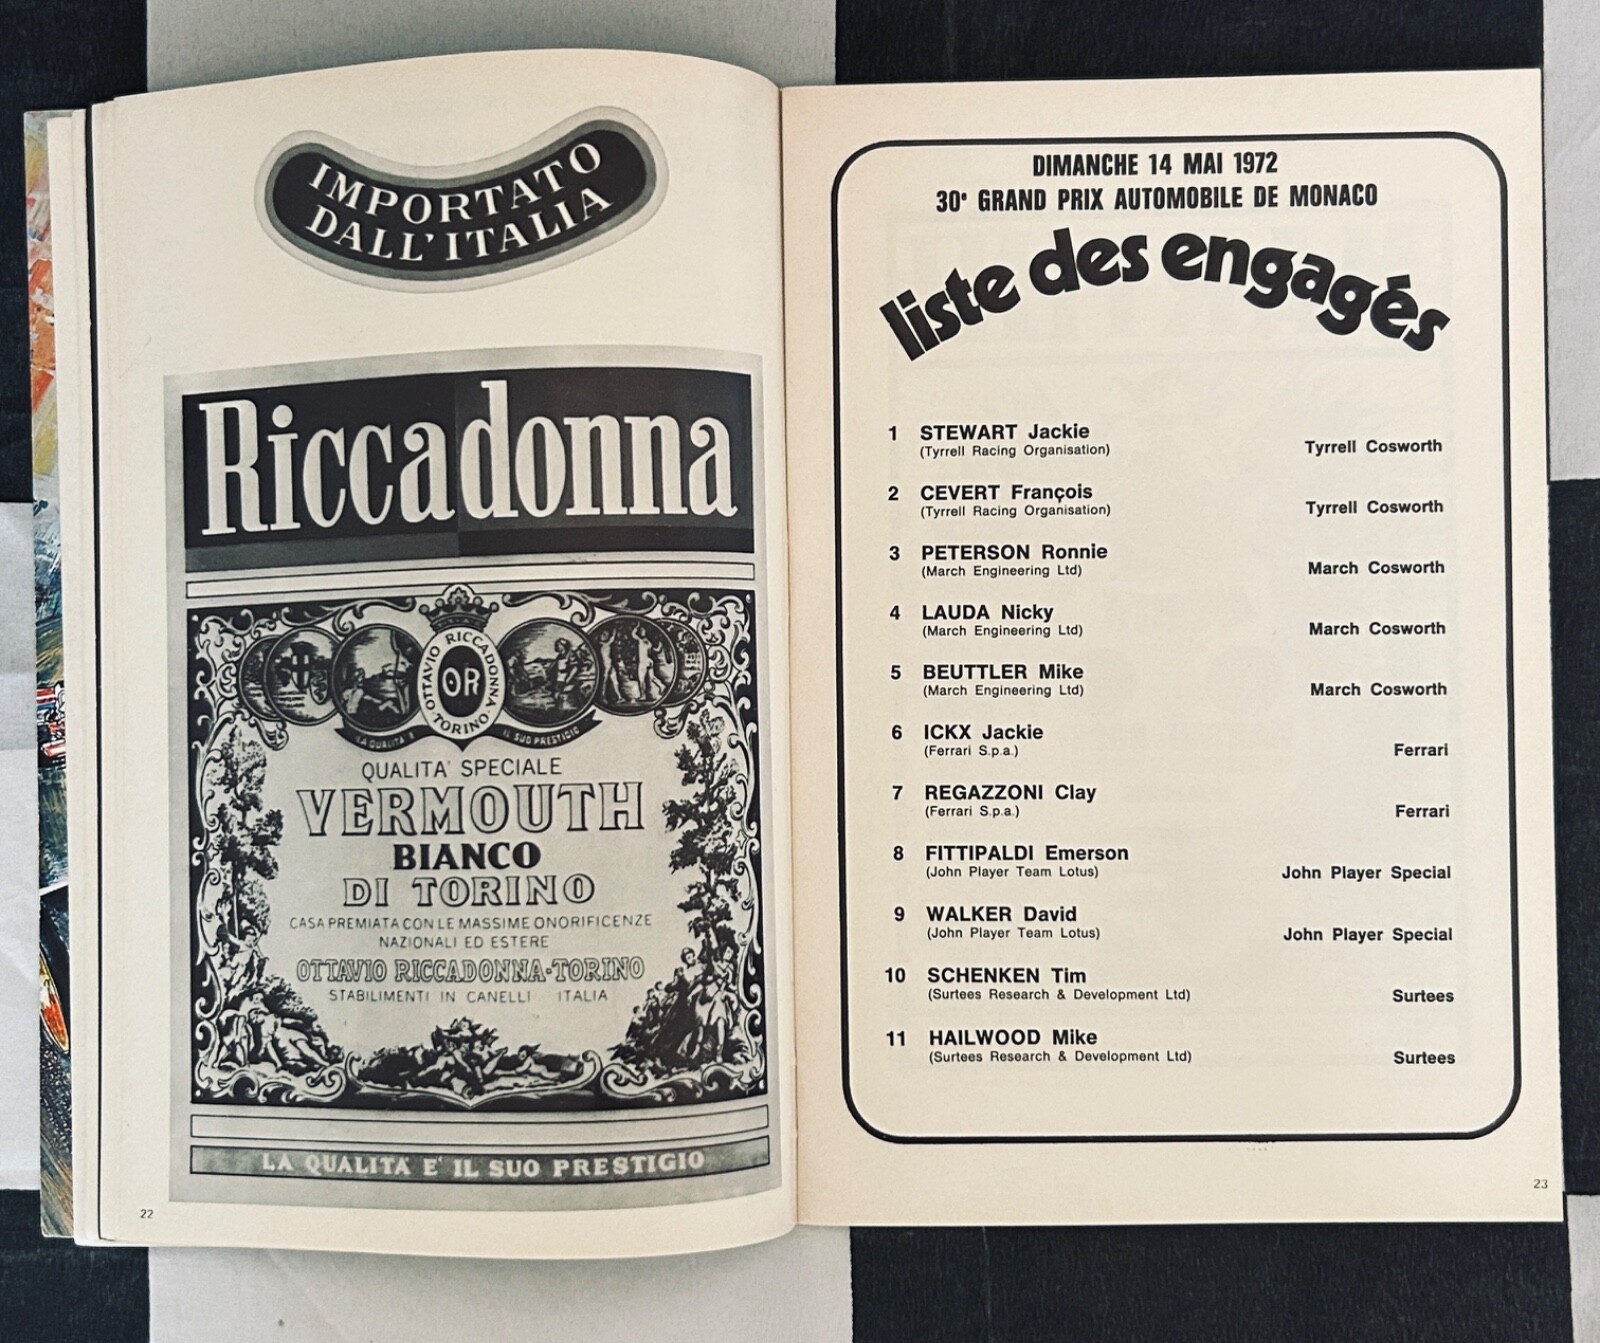 IMPORTATO
DALL'ITALIA
Riccadonna
OTTAVIO RICCADONNA
TORINO
OR
LA QUALITÀ È IL SUO PRESTIGIO
QUALITA' SPECIALE
VERMOUTH
BIANCO
DI TORINO
CASA PREMIATA CON LE MASSIME ONORIFICENZE
NAZIONALI ED ESTERE
OTTAVIO RICCADONNA-TORINO
STABILIMENTI IN CANELLI ITALIA
LA QUALITA E' IL SUO PRESTIGIO
22
DIMANCHE 14 MAI 1972
30e GRAND PRIX AUTOMOBILE DE MONACO
liste des engagés
1 STEWART Jackie Tyrrell Cosworth
(Tyrrell Racing Organisation)
2 CEVERT François Tyrrell Cosworth
(Tyrrell Racing Organisation)
3 PETERSON Ronnie March Cosworth
(March Engineering Ltd)
4 LAUDA Nicky March Cosworth
(March Engineering Ltd)
5 BEUTTLER Mike March Cosworth
(March Engineering Ltd)
6 ICKX Jackie Ferrari
(Ferrari S.p.a.)
7 REGAZZONI Clay Ferrari
(Ferrari S.p.a.)
8 FITTIPALDI Emerson John Player Special
(John Player Team Lotus)
9 WALKER David John Player Special
(John Player Team Lotus)
10 SCHENKEN Tim Surtees
(Surtees Research & Development Ltd)
11 HAILWOOD Mike Surtees
(Surtees Research & Development Ltd)
23